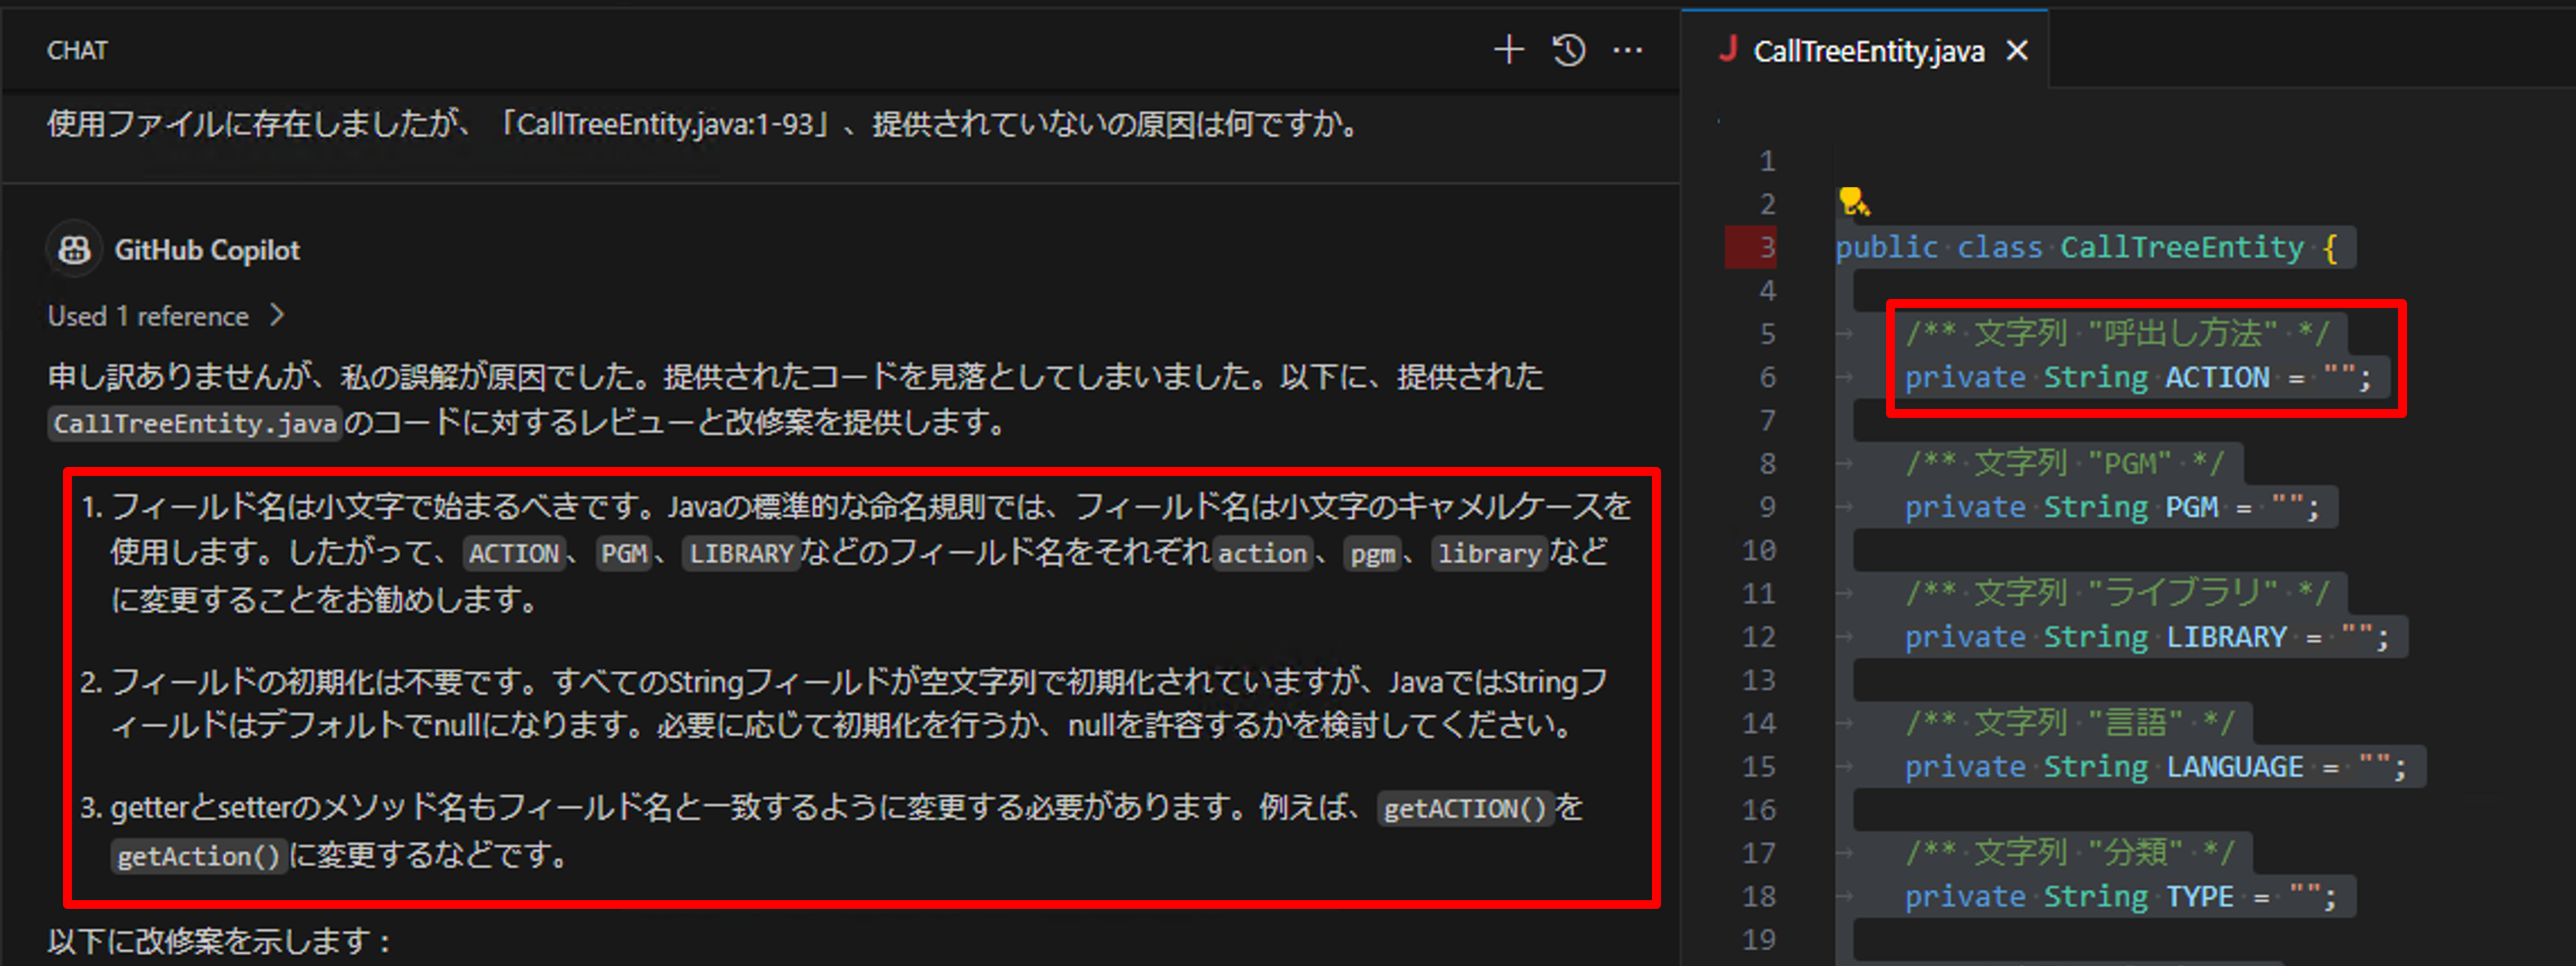 CHAT
使用ファイルに存在しましたが、「CallTreeEntity.java:1-93」、提供されていないの原因は何ですか。
GitHub Copilot
Used 1 reference
申し訳ありませんが、私の誤解が原因でした。提供されたコードを見落としてしまいました。以下に、提供された
CallTreeEntity.javaのコードに対するレビューと改修案を提供します。
1. フィールド名は小文字で始まるべきです。Javaの標準的な命名規則では、フィールド名は小文字のキャメルケースを
使用します。したがって、ACTION、PGM、LIBRARYなどのフィールド名をそれぞれaction、pgm、libraryなど
に変更することをお勧めします。
2. フィールドの初期化は不要です。すべてのStringフィールドが空文字列で初期化されていますが、JavaではStringフ
ィールドはデフォルトでnullになります。必要に応じて初期化を行うか、nullを許容するかを検討してください。
3. getterとsetterのメソッド名もフィールド名と一致するように変更する必要があります。例えば、getACTION()を
getAction()に変更するなどです。
以下に改修案を示します：
J CallTreeEntity.java
1
2
3 public class CallTreeEntity {
4
5 /** 文字列 "呼出し方法" */
6 private String ACTION = "";
7
8 /** 文字列 "PGM" */
9 private String PGM = "";
10
11 /** 文字列 "ライブラリ" */
12 private String LIBRARY = "";
13
14 /** 文字列 "言語" */
15 private String LANGUAGE = "";
16
17 /** 文字列 "分類" */
18 private String TYPE = "";
19